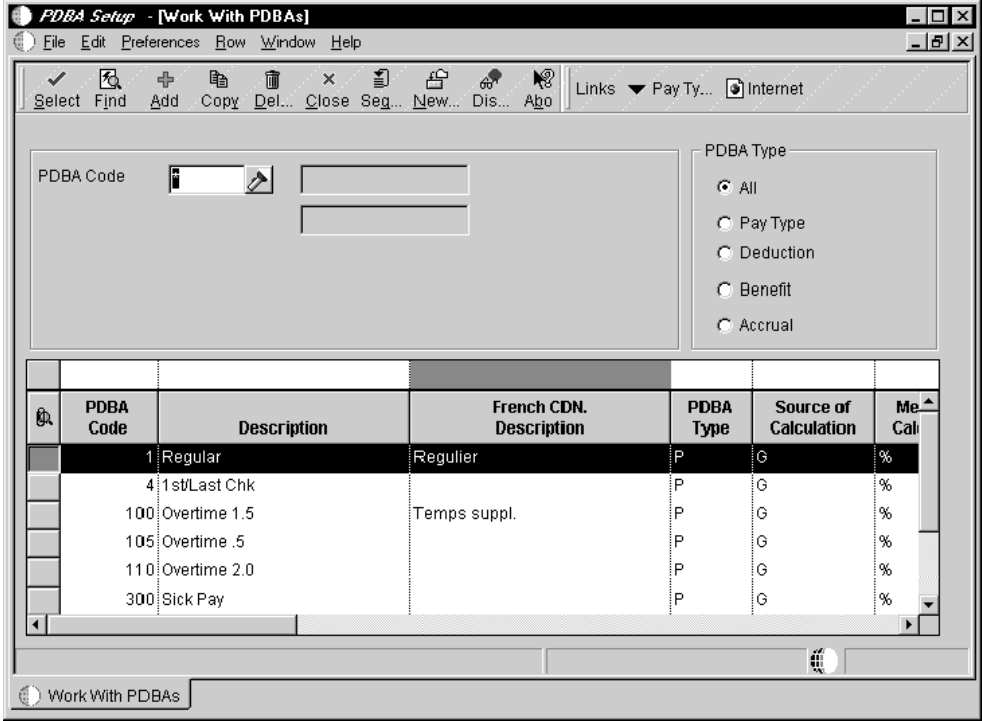 PDBA Setup - [Work With PDBAs]
File Edit Preferences Row Window Help
Select Find Add Copy Del... Close Seq... New... Dis... Abo Links Pay Ty... Internet
PDBA Code *
PDBA Type
All
Pay Type
Deduction
Benefit
Accrual
PDBA Code Description French CDN. Description PDBA Type Source of Calculation Me Cal
1 Regular Regulier P G %
4 1st/Last Chk P G %
100 Overtime 1.5 Temps suppl. P G %
105 Overtime .5 P G %
110 Overtime 2.0 P G %
300 Sick Pay P G %
Work With PDBAs